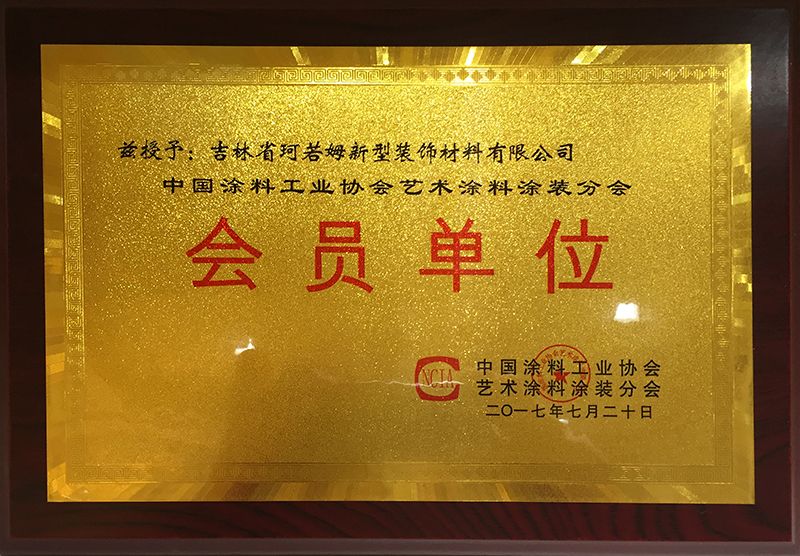 兹授予：吉林省珂若姆新型装饰材料有限公司
中国涂料工业协会艺术涂料涂装分会
会员单位
NCIA
中国涂料工业协会
艺术涂料涂装分会
二〇一七年七月二十日